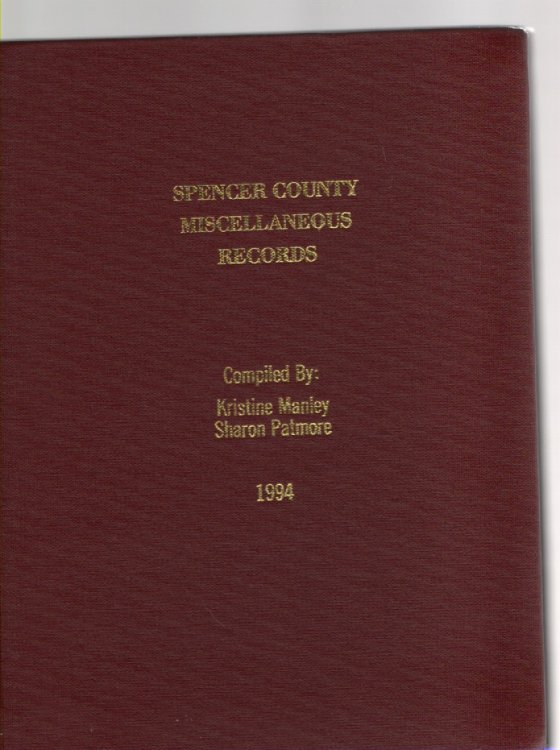 SPENCER COUNTY
MISCELLANEOUS
RECORDS
Compiled By:
Kristine Manley
Sharon Patmore
1994